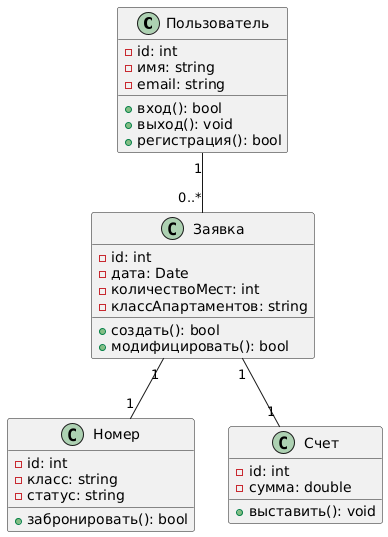 C Пользователь
id: int
имя: string
email: string
вход(): bool
выход(): void
регистрация(): bool
1
0..*
C Заявка
id: int
дата: Date
количествоМест: int
классАпартаментов: string
создать(): bool
модифицировать(): bool
1
1
1
1
C Номер
id: int
класс: string
статус: string
забронировать(): bool
C Счет
id: int
сумма: double
выставить(): void